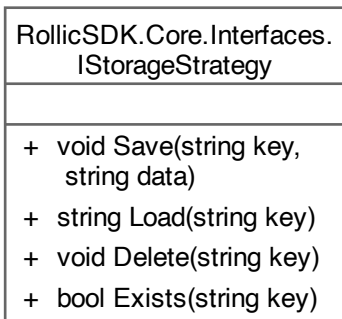 RollicSDK.Core.Interfaces.
IStorageStrategy
+ void Save(string key,
string data)
+ string Load(string key)
+ void Delete(string key)
+ bool Exists(string key)